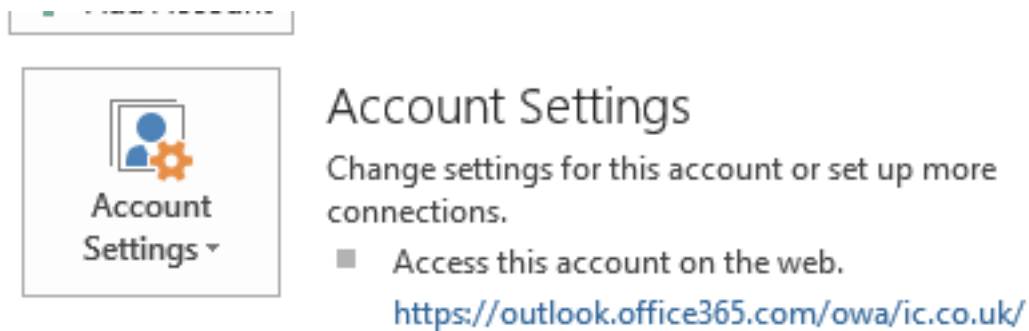 Account Settings
Change settings for this account or set up more
connections.
Account
Settings
Access this account on the web.
https://outlook.office365.com/owa/ic.co.uk/